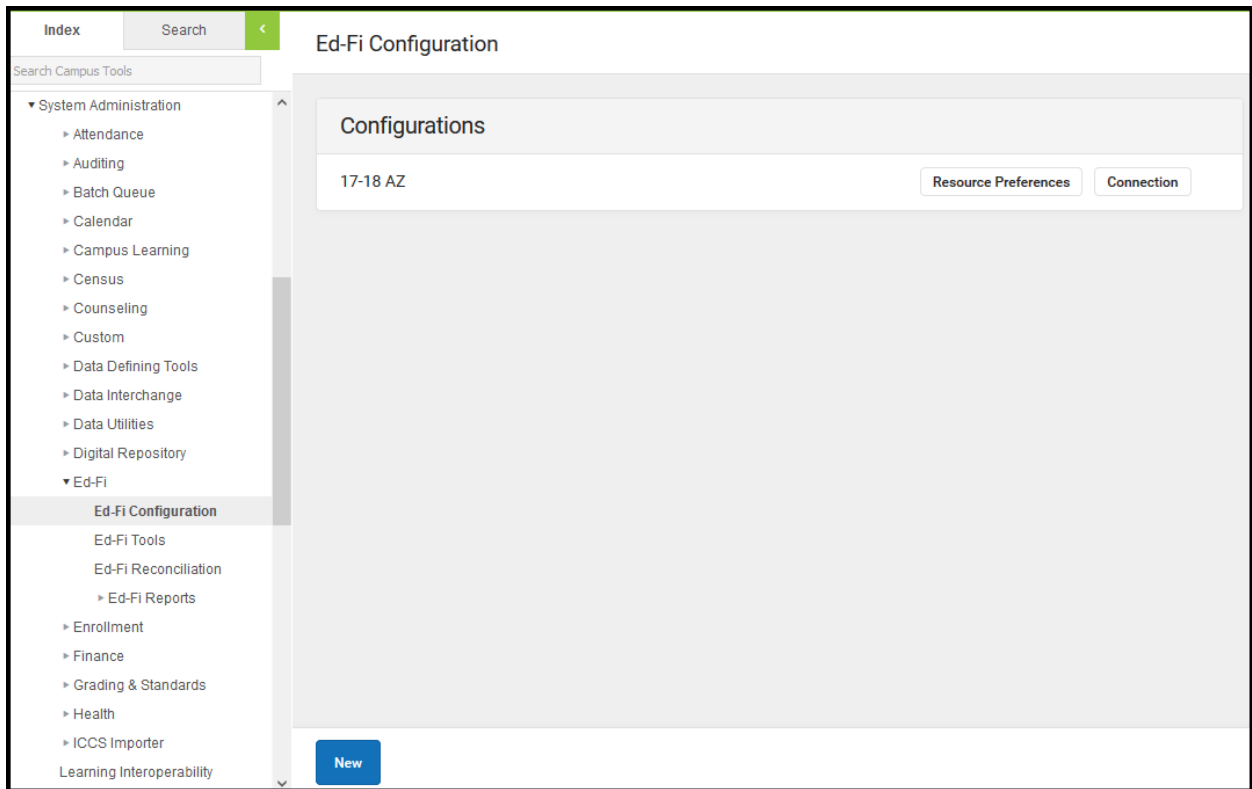 Index
Search
Search Campus Tools
System Administration
Attendance
Auditing
Batch Queue
Calendar
Campus Learning
Census
Counseling
Custom
Data Defining Tools
Data Interchange
Data Utilities
Digital Repository
Ed-Fi
Ed-Fi Configuration
Ed-Fi Tools
Ed-Fi Reconciliation
Ed-Fi Reports
Enrollment
Finance
Grading & Standards
Health
ICCS Importer
Learning Interoperability
Ed-Fi Configuration
Configurations
17-18 AZ Resource Preferences Connection
New